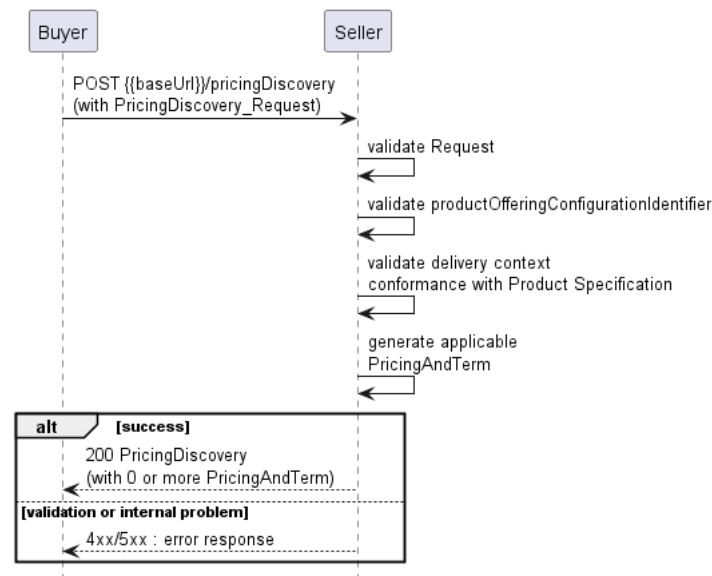 Buyer
Seller
POST {{baseUrl}}/pricingDiscovery
(with PricingDiscovery_Request)
validate Request
validate productOfferingConfigurationIdentifier
validate delivery context
conformance with Product Specification
generate applicable
PricingAndTerm
alt
[success]
200 PricingDiscovery
(with 0 or more PricingAndTerm)
[validation or internal problem]
4xx/5xx : error response